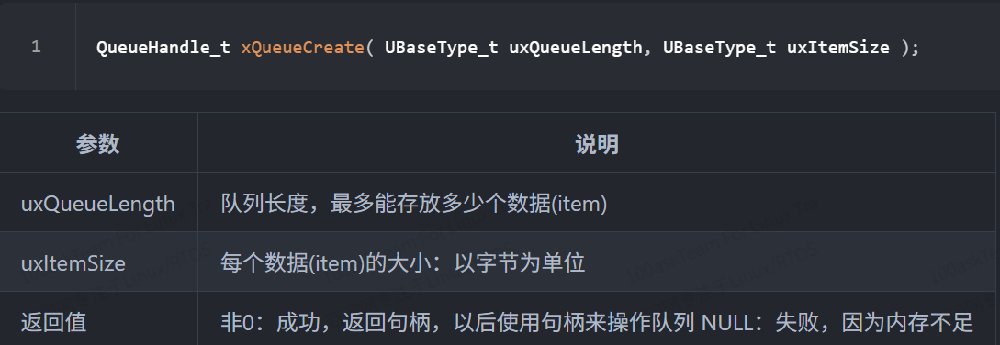 1 QueueHandle_t xQueueCreate( UBaseType_t uxQueueLength, UBaseType_t uxItemSize );
参数 说明
uxQueueLength 队列长度，最多能存放多少个数据(item)
uxItemSize 每个数据(item)的大小：以字节为单位
返回值 非0：成功，返回句柄，以后使用句柄来操作队列 NULL：失败，因为内存不足